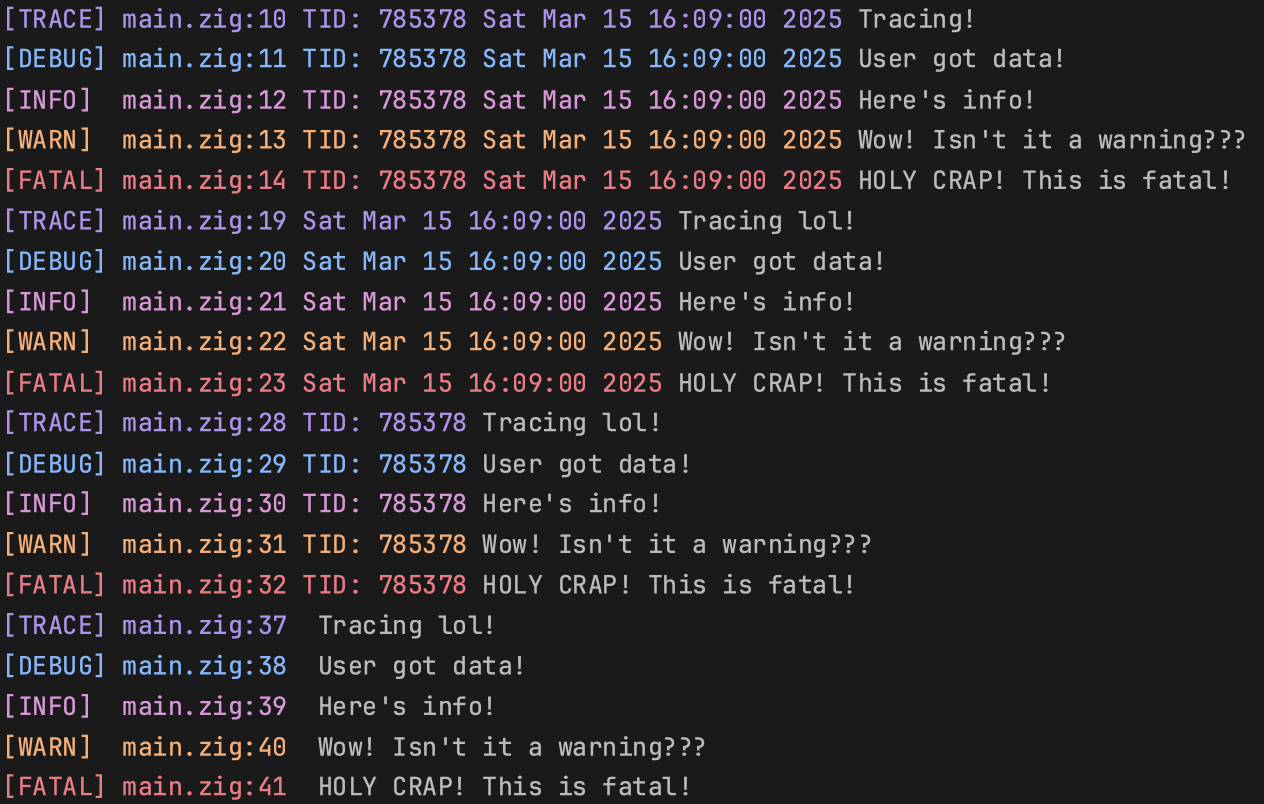 [TRACE] main.zig:10 TID: 785378 Sat Mar 15 16:09:00 2025 Tracing!
[DEBUG] main.zig:11 TID: 785378 Sat Mar 15 16:09:00 2025 User got data!
[INFO]  main.zig:12 TID: 785378 Sat Mar 15 16:09:00 2025 Here's info!
[WARN]  main.zig:13 TID: 785378 Sat Mar 15 16:09:00 2025 Wow! Isn't it a warning???
[FATAL] main.zig:14 TID: 785378 Sat Mar 15 16:09:00 2025 HOLY CRAP! This is fatal!
[TRACE] main.zig:19 Sat Mar 15 16:09:00 2025 Tracing lol!
[DEBUG] main.zig:20 Sat Mar 15 16:09:00 2025 User got data!
[INFO]  main.zig:21 Sat Mar 15 16:09:00 2025 Here's info!
[WARN]  main.zig:22 Sat Mar 15 16:09:00 2025 Wow! Isn't it a warning???
[FATAL] main.zig:23 Sat Mar 15 16:09:00 2025 HOLY CRAP! This is fatal!
[TRACE] main.zig:28 TID: 785378 Tracing lol!
[DEBUG] main.zig:29 TID: 785378 User got data!
[INFO]  main.zig:30 TID: 785378 Here's info!
[WARN]  main.zig:31 TID: 785378 Wow! Isn't it a warning???
[FATAL] main.zig:32 TID: 785378 HOLY CRAP! This is fatal!
[TRACE] main.zig:37  Tracing lol!
[DEBUG] main.zig:38  User got data!
[INFO]  main.zig:39  Here's info!
[WARN]  main.zig:40  Wow! Isn't it a warning???
[FATAL] main.zig:41  HOLY CRAP! This is fatal!